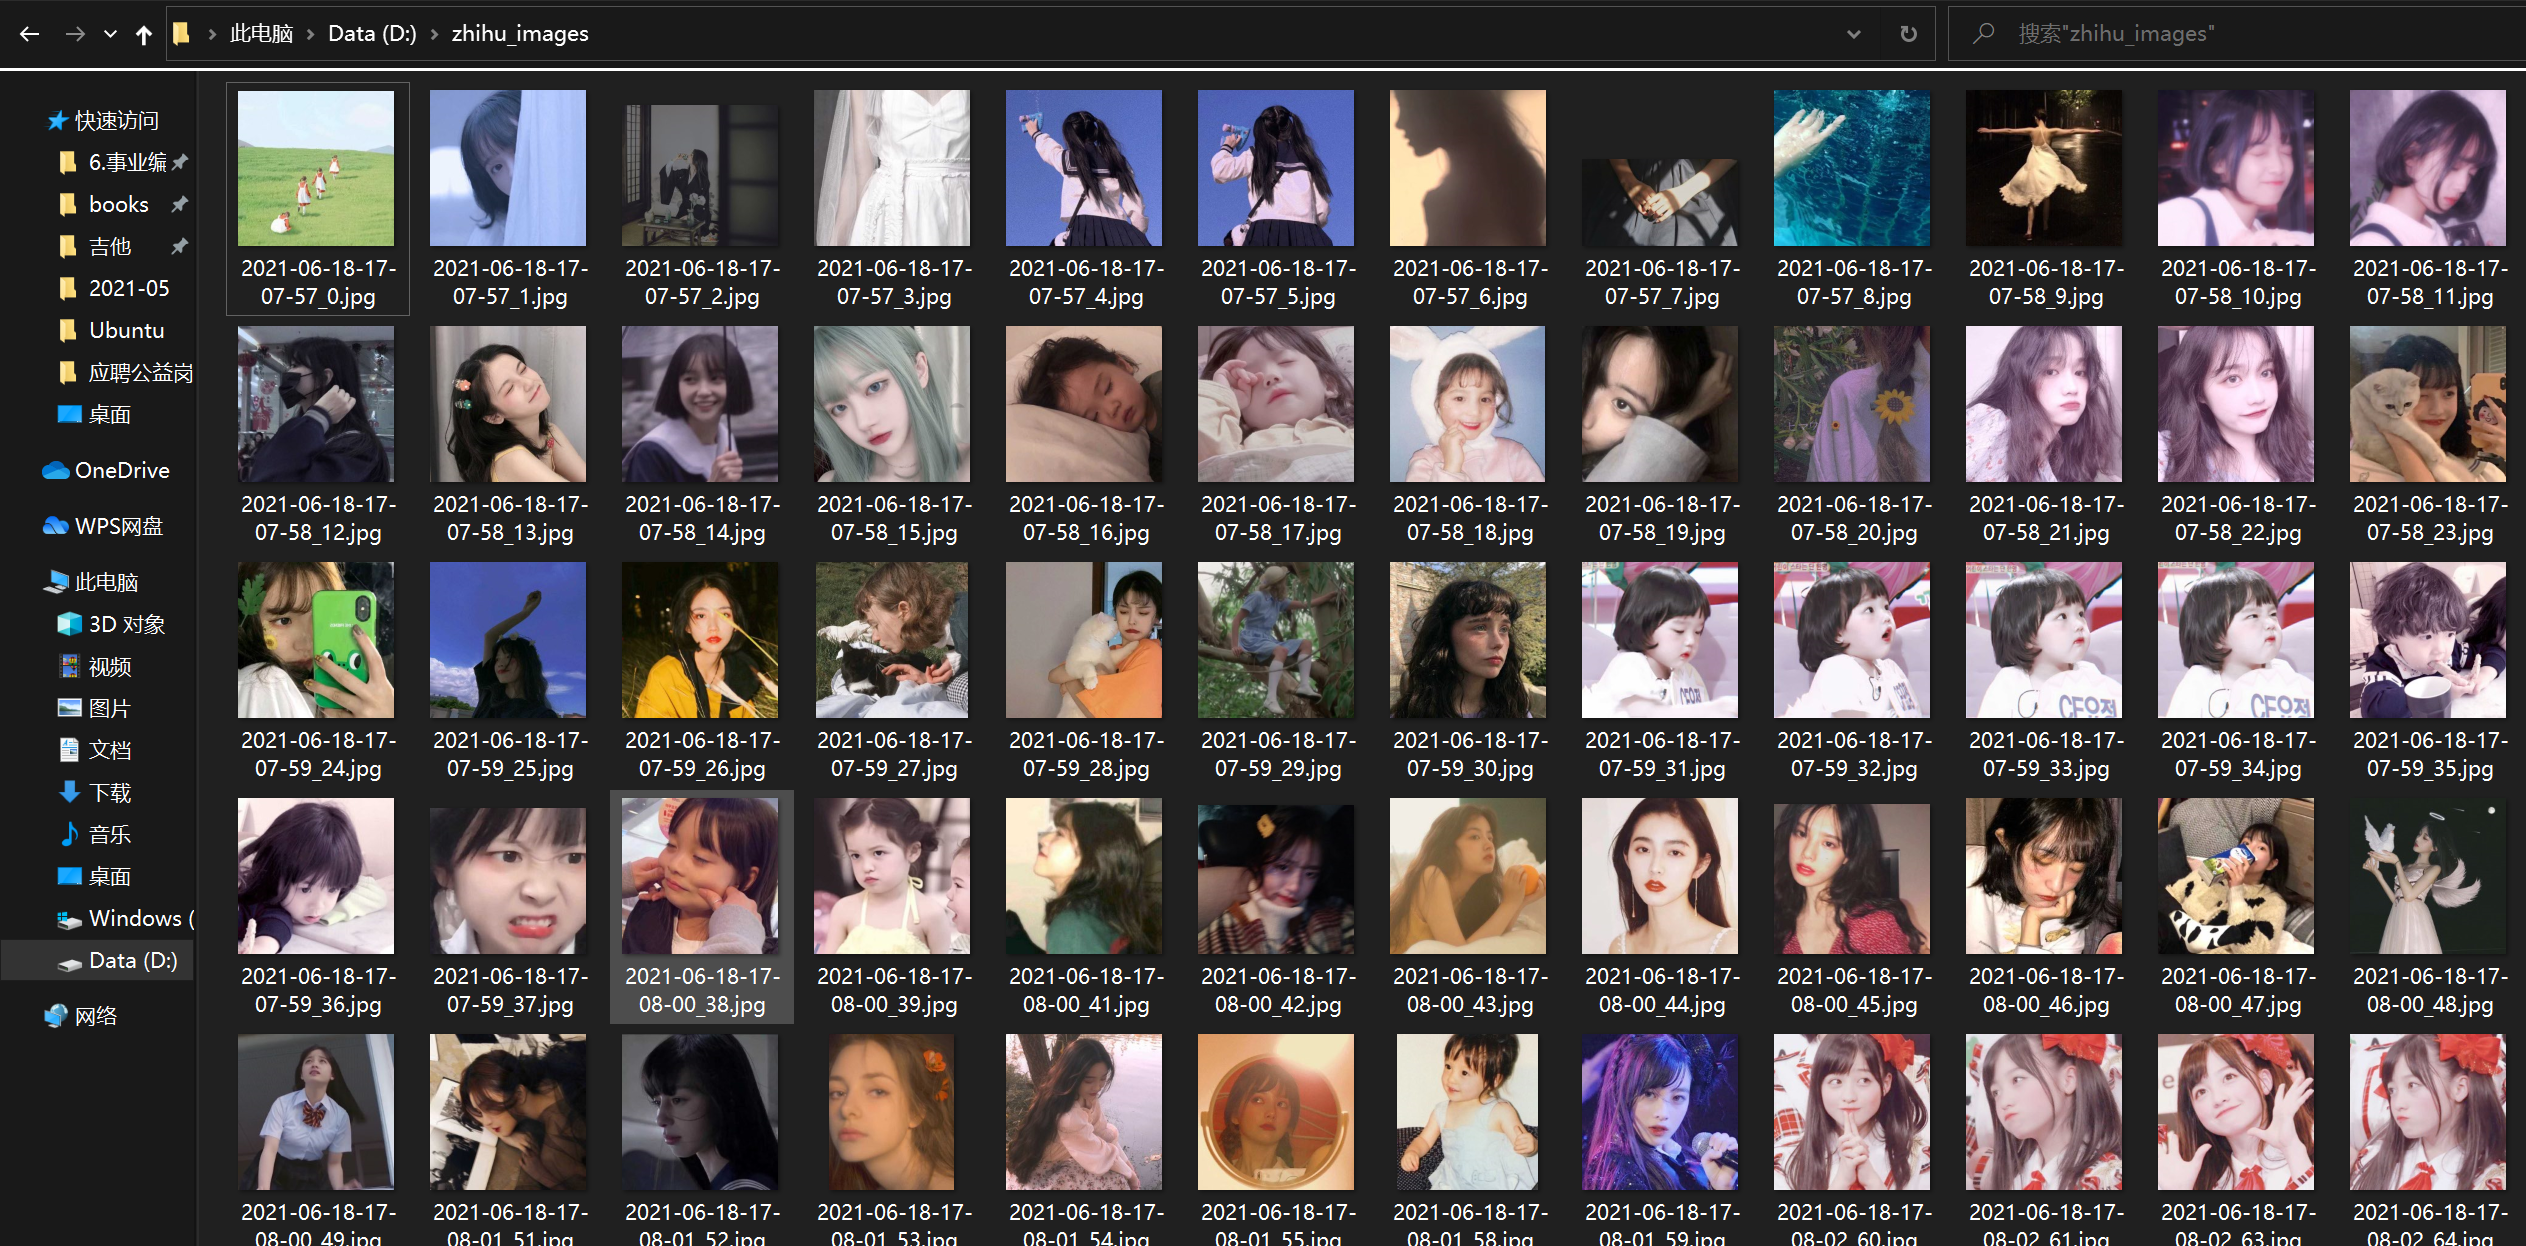 此电脑 > Data (D:) > zhihu_images
搜索"zhihu_images"
快速访问
6.事业编
books
吉他
2021-05
Ubuntu
应聘公益岗
桌面
OneDrive
WPS网盘
此电脑
3D 对象
视频
图片
文档
下载
音乐
桌面
Windows (
Data (D:)
网络
2021-06-18-17-07-57_0.jpg
2021-06-18-17-07-57_1.jpg
2021-06-18-17-07-57_2.jpg
2021-06-18-17-07-57_3.jpg
2021-06-18-17-07-57_4.jpg
2021-06-18-17-07-57_5.jpg
2021-06-18-17-07-57_6.jpg
2021-06-18-17-07-57_7.jpg
2021-06-18-17-07-57_8.jpg
2021-06-18-17-07-58_9.jpg
2021-06-18-17-07-58_10.jpg
2021-06-18-17-07-58_11.jpg
2021-06-18-17-07-58_12.jpg
2021-06-18-17-07-58_13.jpg
2021-06-18-17-07-58_14.jpg
2021-06-18-17-07-58_15.jpg
2021-06-18-17-07-58_16.jpg
2021-06-18-17-07-58_17.jpg
2021-06-18-17-07-58_18.jpg
2021-06-18-17-07-58_19.jpg
2021-06-18-17-07-58_20.jpg
2021-06-18-17-07-58_21.jpg
2021-06-18-17-07-58_22.jpg
2021-06-18-17-07-58_23.jpg
2021-06-18-17-07-59_24.jpg
2021-06-18-17-07-59_25.jpg
2021-06-18-17-07-59_26.jpg
2021-06-18-17-07-59_27.jpg
2021-06-18-17-07-59_28.jpg
2021-06-18-17-07-59_29.jpg
2021-06-18-17-07-59_30.jpg
2021-06-18-17-07-59_31.jpg
2021-06-18-17-07-59_32.jpg
2021-06-18-17-07-59_33.jpg
2021-06-18-17-07-59_34.jpg
2021-06-18-17-07-59_35.jpg
2021-06-18-17-07-59_36.jpg
2021-06-18-17-07-59_37.jpg
2021-06-18-17-08-00_38.jpg
2021-06-18-17-08-00_39.jpg
2021-06-18-17-08-00_41.jpg
2021-06-18-17-08-00_42.jpg
2021-06-18-17-08-00_43.jpg
2021-06-18-17-08-00_44.jpg
2021-06-18-17-08-00_45.jpg
2021-06-18-17-08-00_46.jpg
2021-06-18-17-08-00_47.jpg
2021-06-18-17-08-00_48.jpg
2021-06-18-17-08-00_49.jpg
2021-06-18-17-08-01_51.jpg
2021-06-18-17-08-01_52.jpg
2021-06-18-17-08-01_53.jpg
2021-06-18-17-08-01_54.jpg
2021-06-18-17-08-01_55.jpg
2021-06-18-17-08-01_58.jpg
2021-06-18-17-08-01_59.jpg
2021-06-18-17-08-02_60.jpg
2021-06-18-17-08-02_61.jpg
2021-06-18-17-08-02_63.jpg
2021-06-18-17-08-02_64.jpg